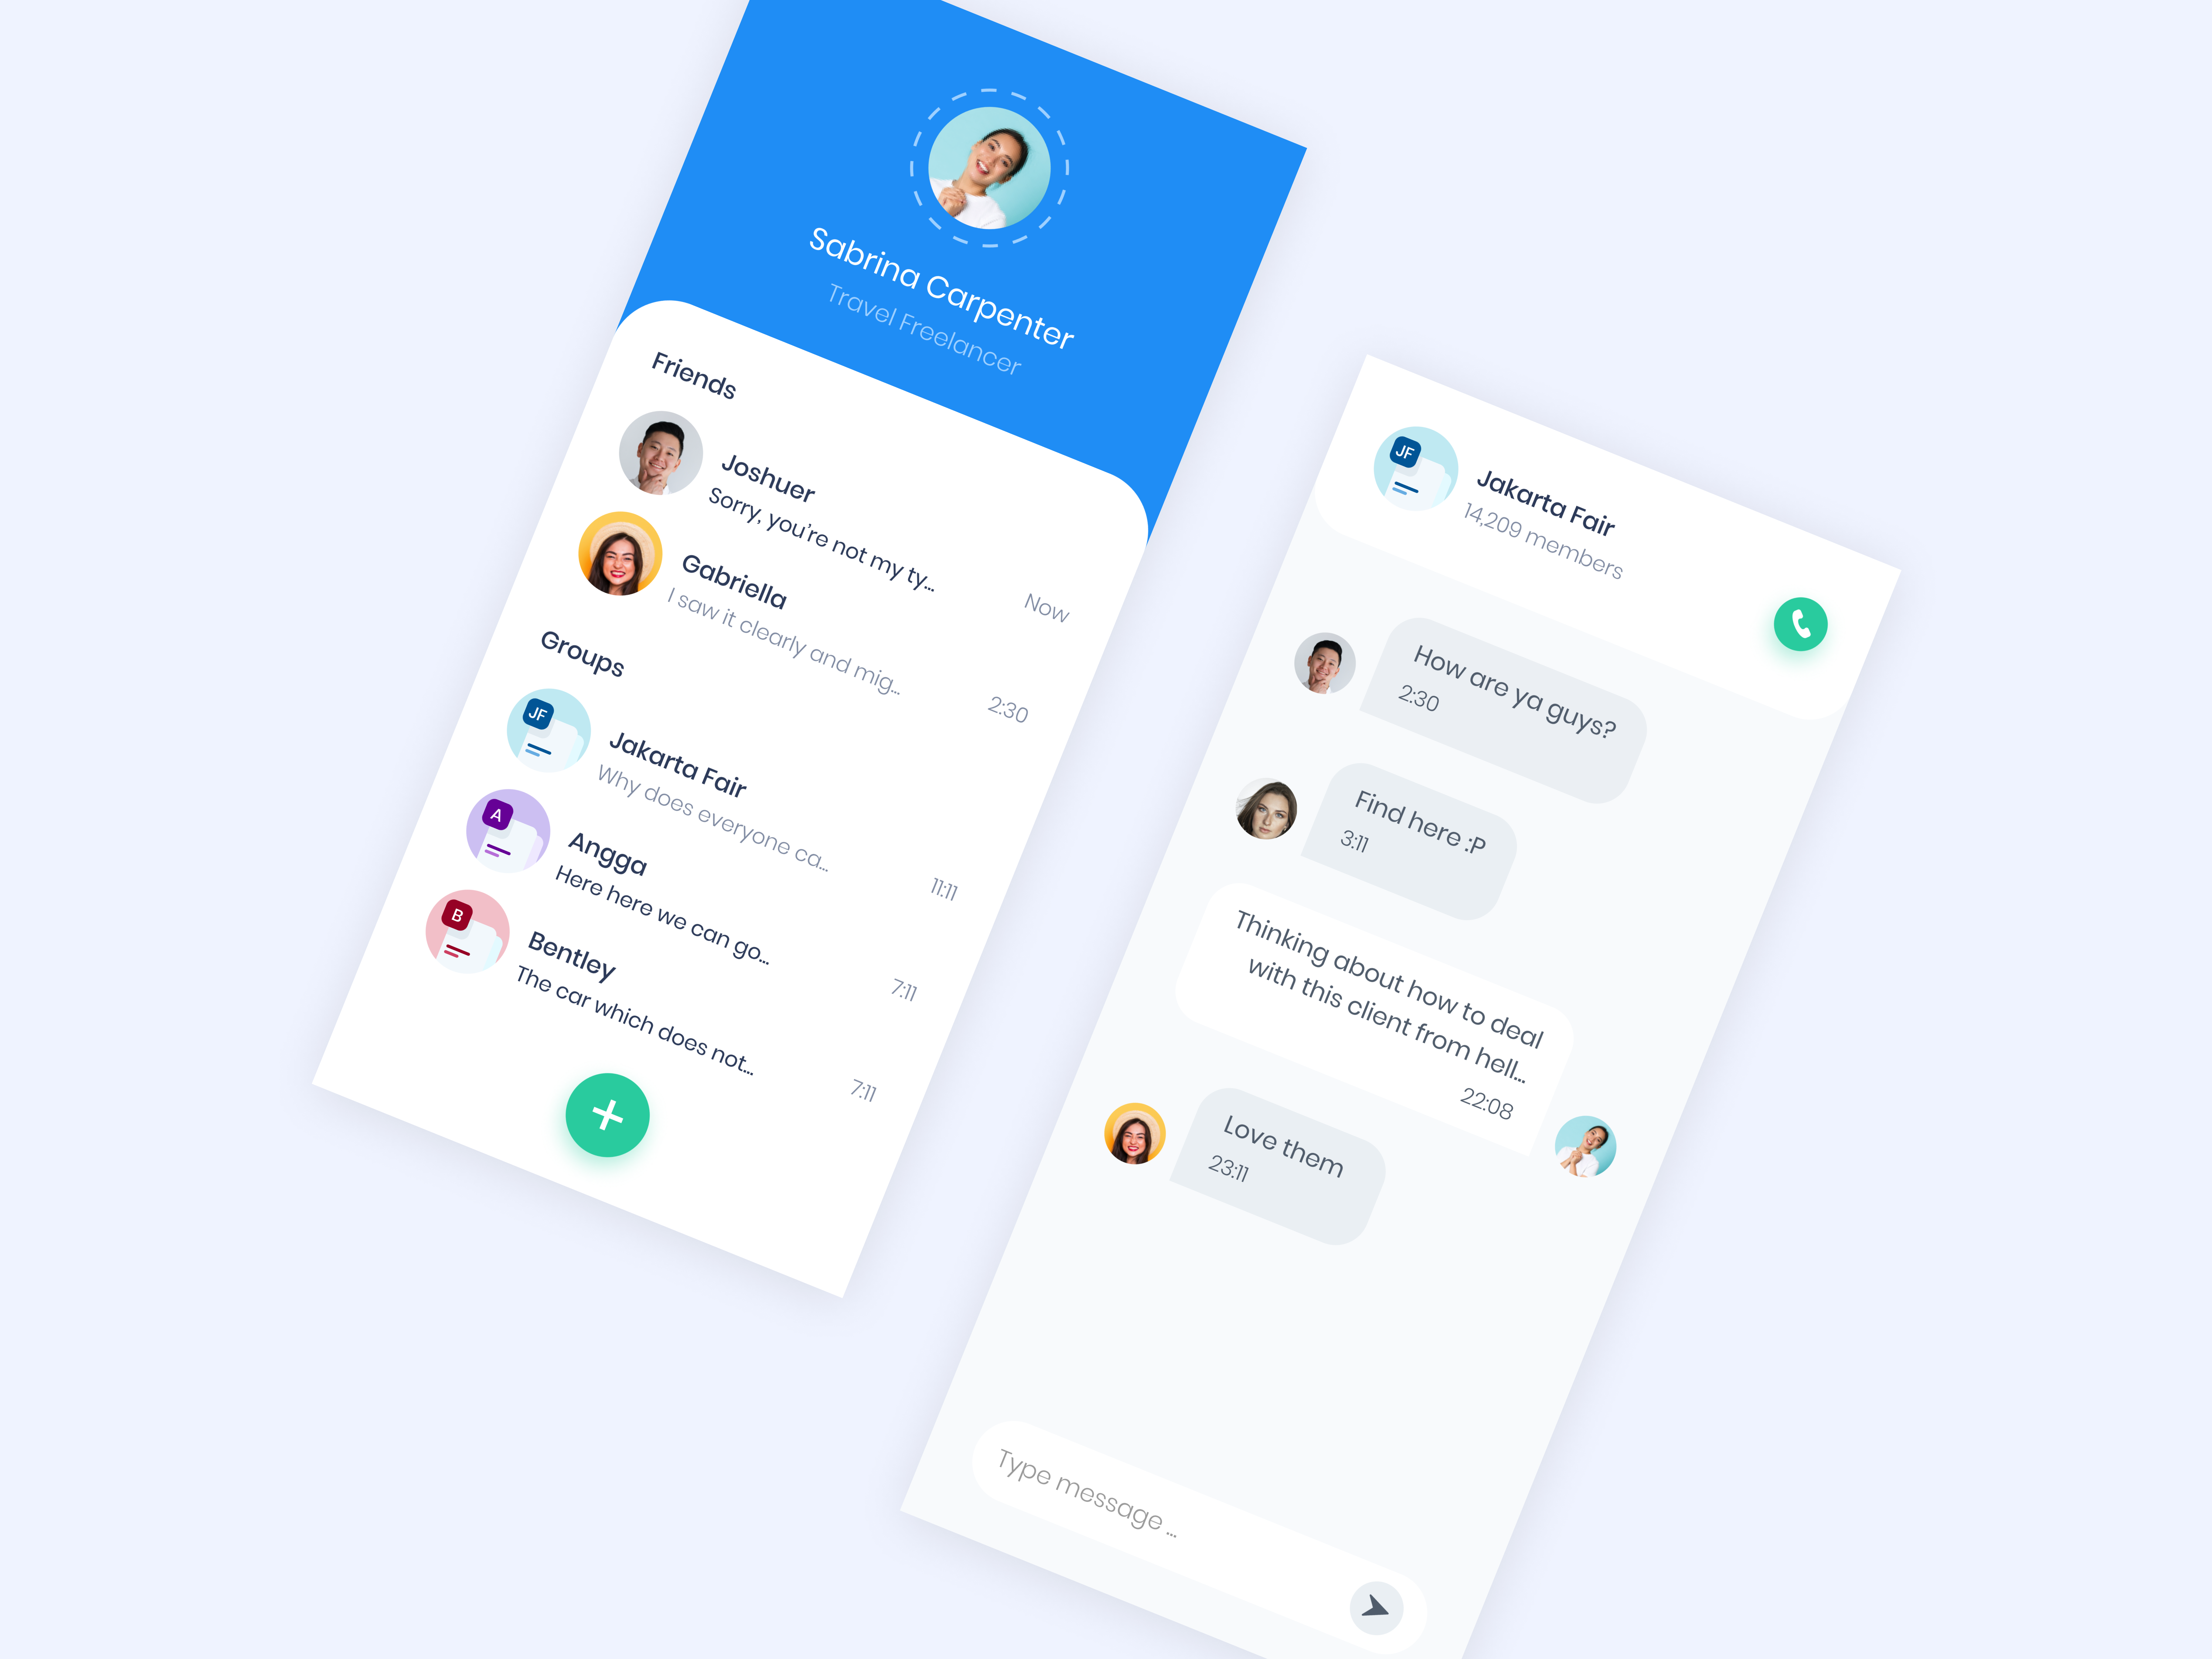 Sabrina Carpenter
Travel Freelancer
Friends
Joshuer
Sorry, you’re not my ty...
Now
Gabriella
I saw it clearly and mig...
2:30
Groups
JF
Jakarta Fair
Why does everyone ca...
11:11
A
Angga
Here here we can go...
7:11
B
Bentley
The car which does not...
7:11
JF
Jakarta Fair
14,209 members
How are ya guys?
2:30
Find here :P
3:11
Thinking about how to deal
with this client from hell...
22:08
Love them
23:11
Type message ...